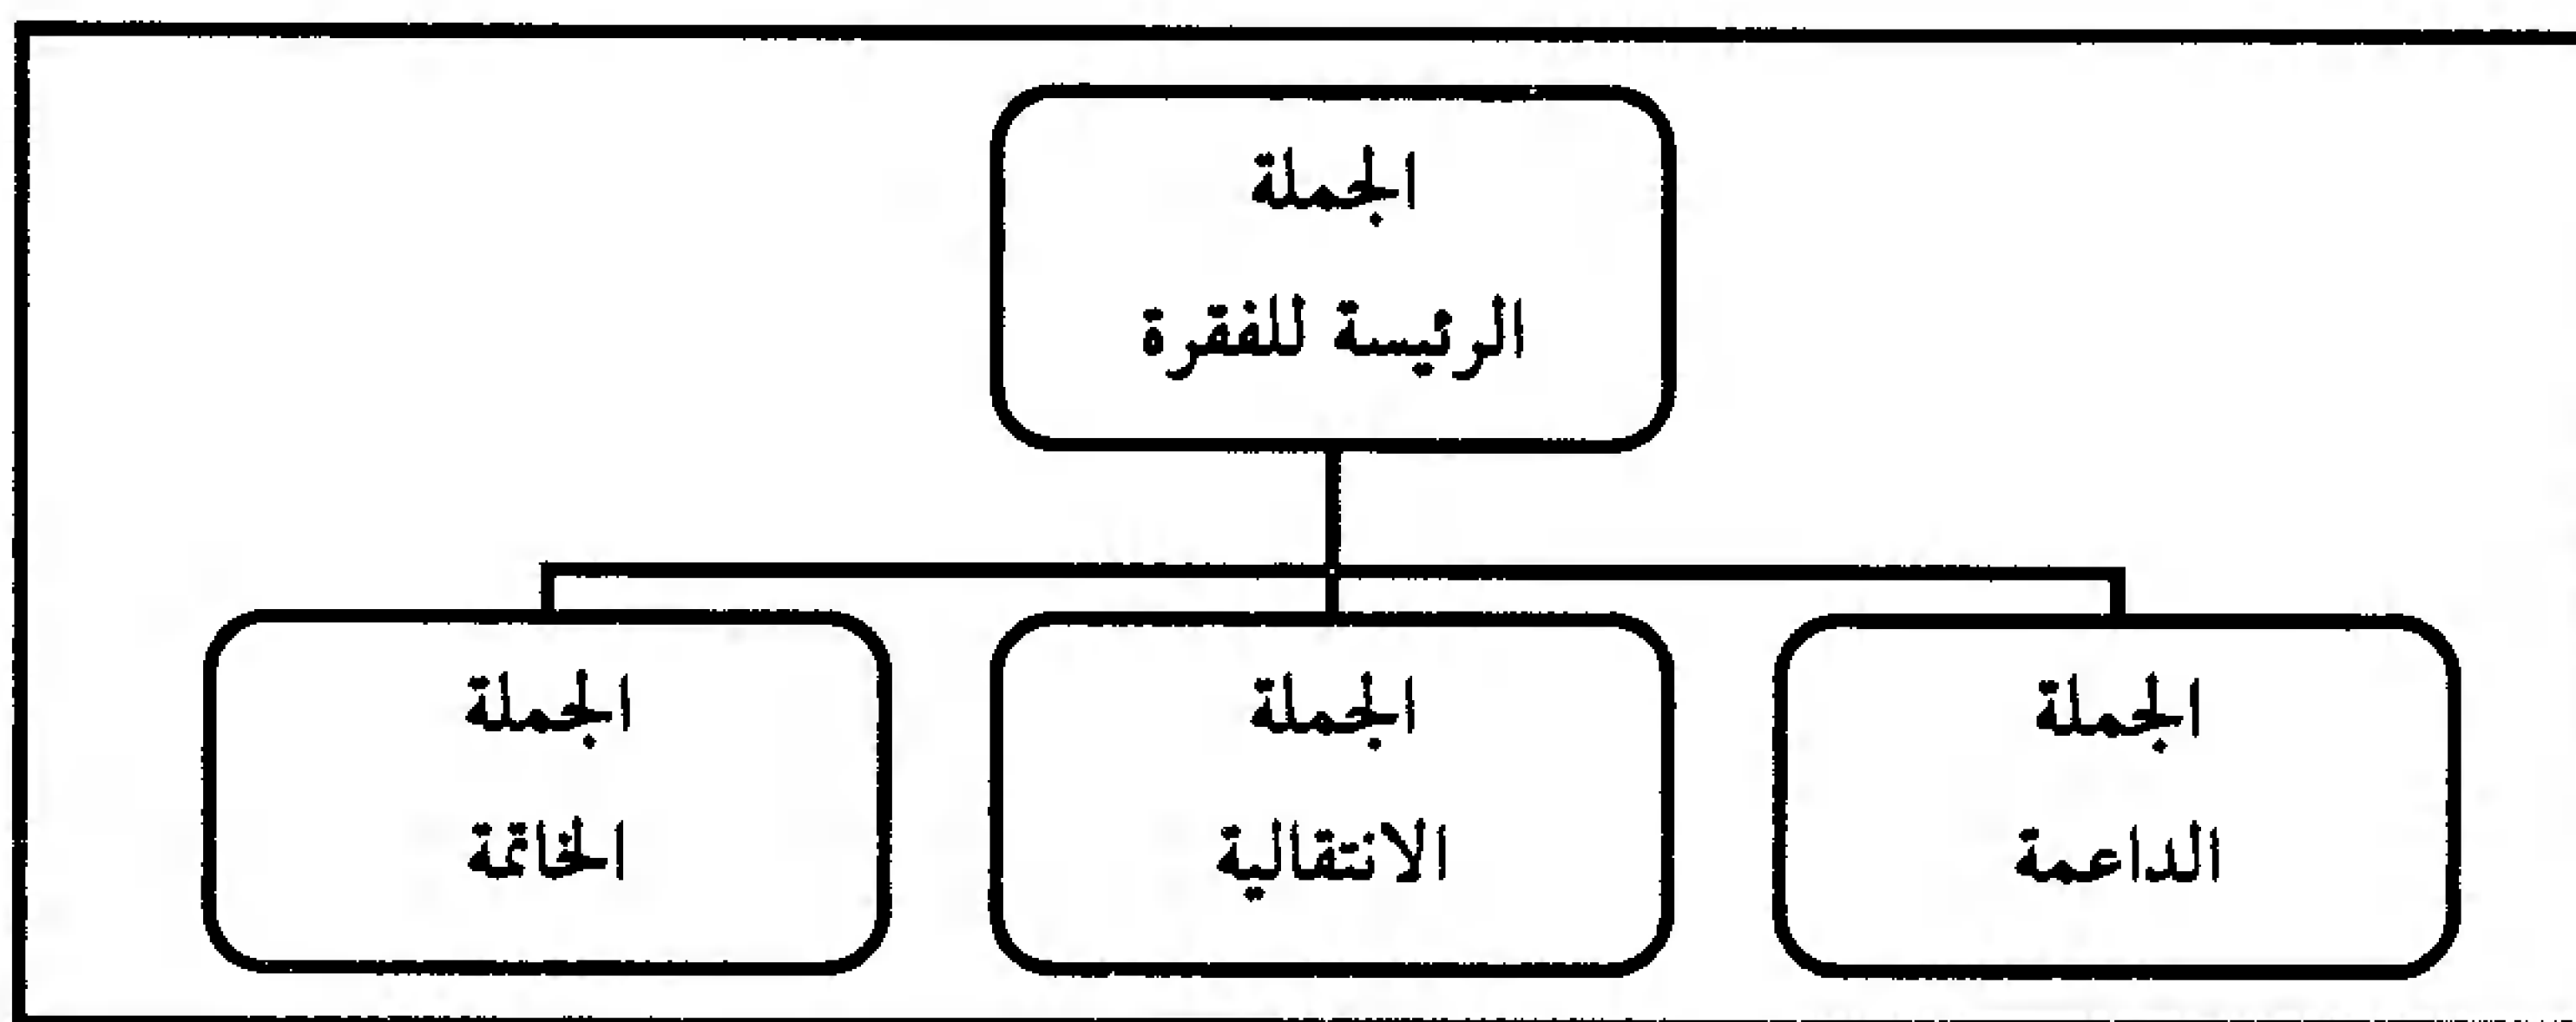 الجملة
الرئيسة للفقرة
الجملة
الداعمة
الجملة
الانتقالية
الجملة
الخاتمة